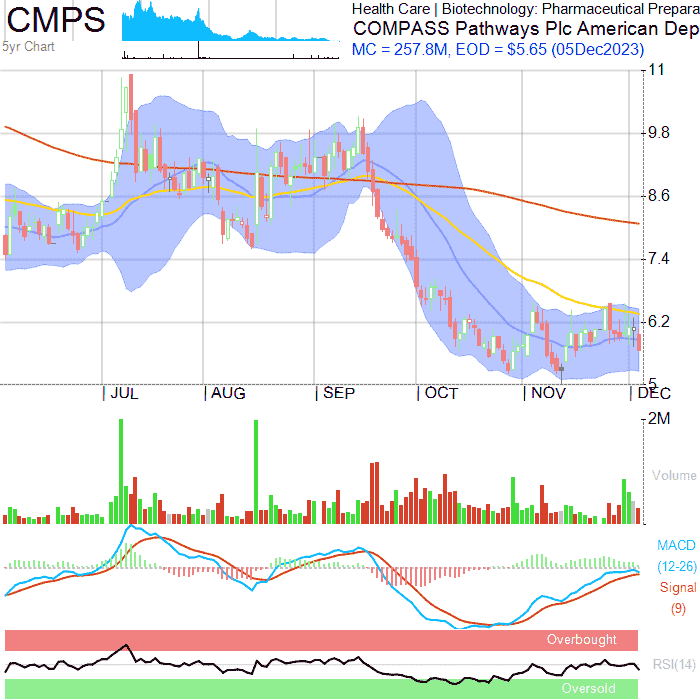 CMPS
5yr Chart
Health Care | Biotechnology: Pharmaceutical Prepara
COMPASS Pathways Plc American Dep
MC = 257.8M, EOD = $5.65 (05Dec2023)
11
9.8
8.6
7.4
6.2
5
JUL AUG SEP OCT NOV DEC
2M
Volume
MACD
(12-26)
Signal
(9)
Overbought
RSI(14)
Oversold